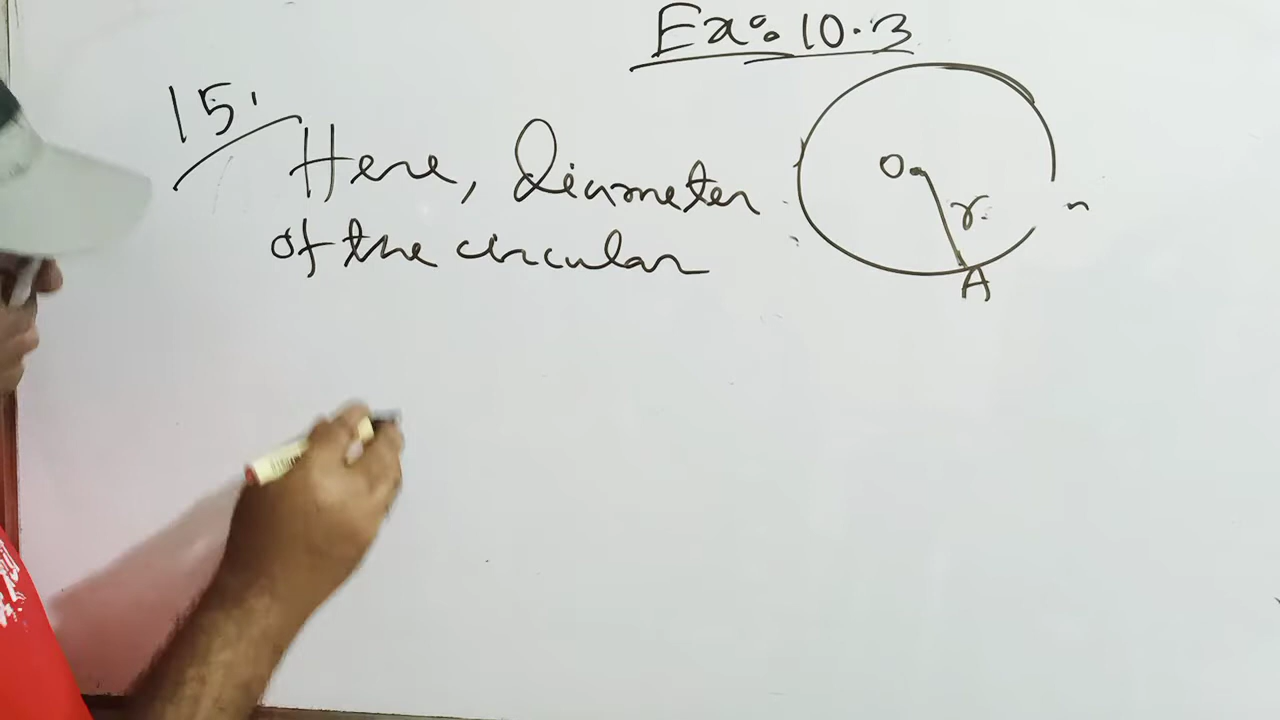 Ex: 10.3
15.
Here, Diameter
of the circular
O
r
A